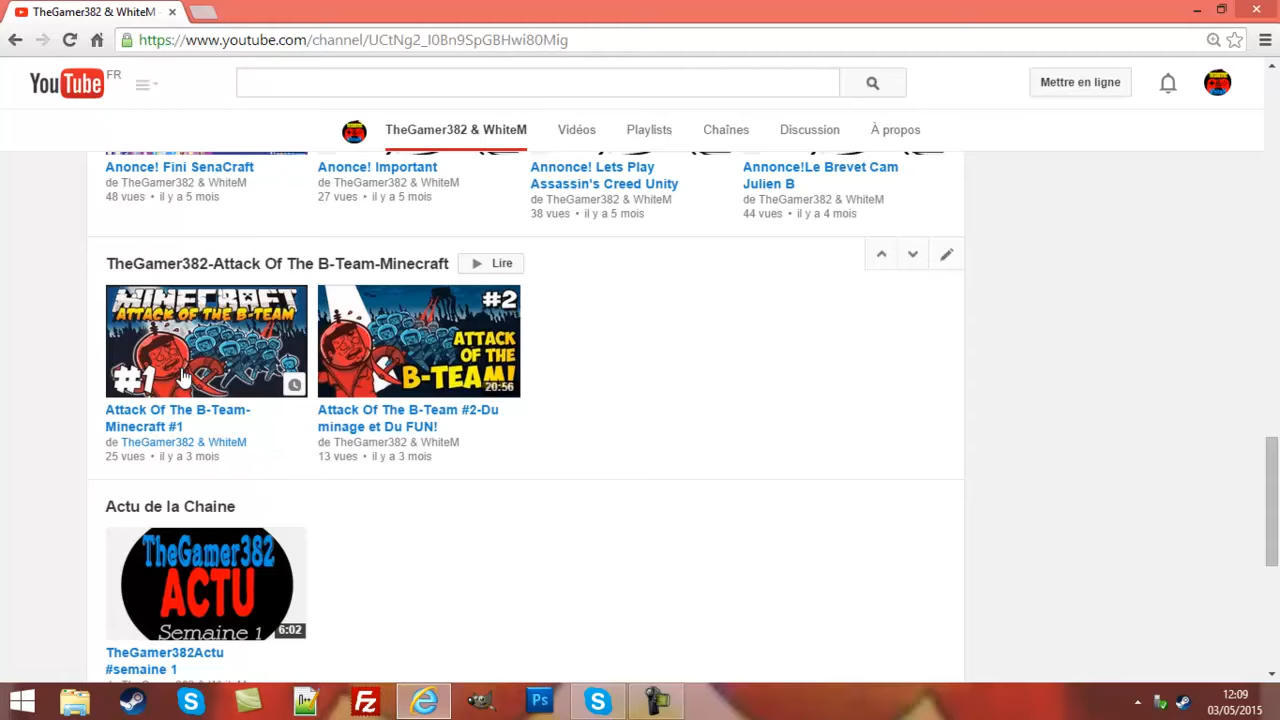 TheGamer382 & WhiteM -
https://www.youtube.com/channel/UCtNg2_I0Bn9SpGBHwi80Mig
YouTube FR
Mettre en ligne
TheGamer382 & WhiteM Vidéos Playlists Chaînes Discussion À propos
Anonce! Fini SenaCraft
de TheGamer382 & WhiteM
48 vues • il y a 5 mois
Anonce! Important
de TheGamer382 & WhiteM
27 vues • il y a 5 mois
Annonce! Lets Play
Assassin's Creed Unity
de TheGamer382 & WhiteM
38 vues • il y a 5 mois
Annonce!Le Brevet Cam
Julien B
de TheGamer382 & WhiteM
44 vues • il y a 4 mois
TheGamer382-Attack Of The B-Team-Minecraft Lire
MINECRAFT
ATTACK OF THE B-TEAM
#1
#2
ATTACK
OF THE
B-TEAM!
20:56
Attack Of The B-Team-
Minecraft #1
de TheGamer382 & WhiteM
25 vues • il y a 3 mois
Attack Of The B-Team #2-Du
minage et Du FUN!
de TheGamer382 & WhiteM
13 vues • il y a 3 mois
Actu de la Chaine
TheGamer382
ACTU
Semaine 1
6:02
TheGamer382Actu
#semaine 1
12:09
03/05/2015